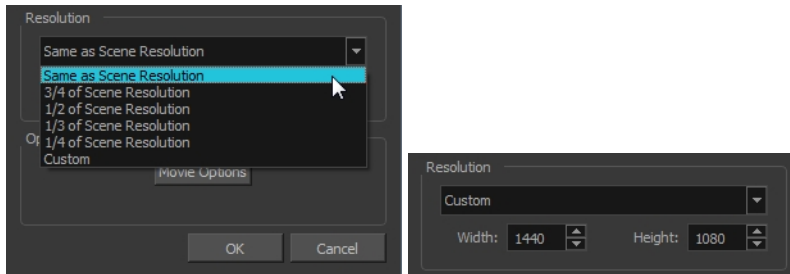 Resolution
Same as Scene Resolution
Same as Scene Resolution
3/4 of Scene Resolution
1/2 of Scene Resolution
1/3 of Scene Resolution
1/4 of Scene Resolution
Custom
Movie Options
OK Cancel
Resolution
Custom
Width: 1440 Height: 1080